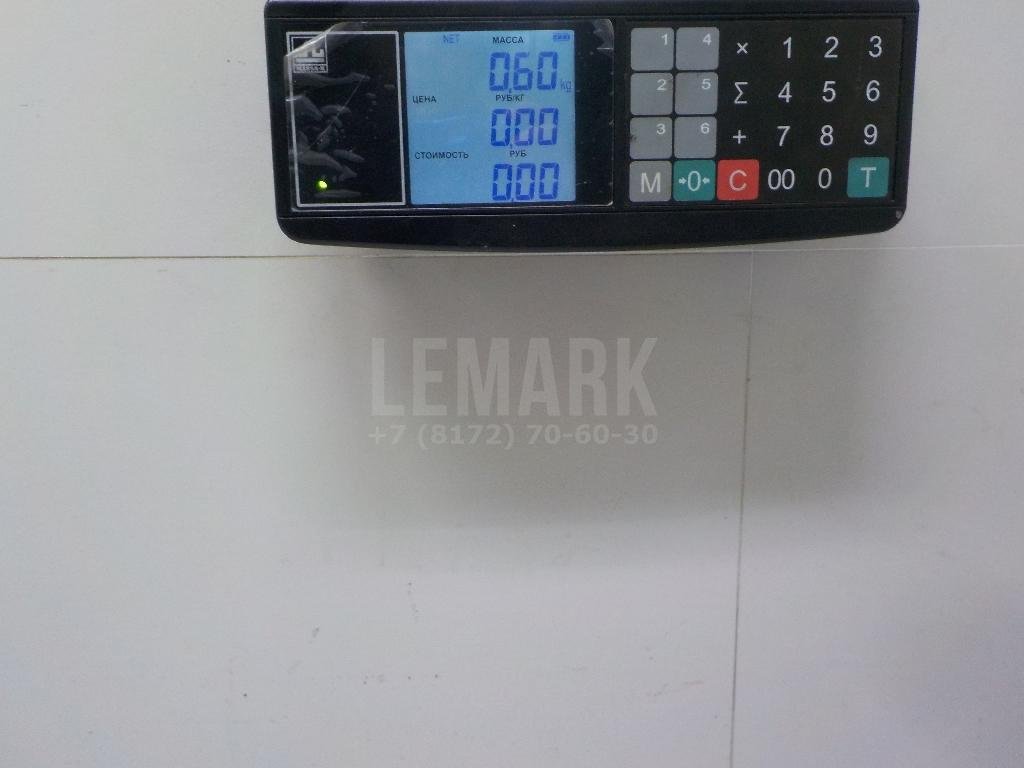 NET МАССА
0.60 kg
ЦЕНА РУБ/КГ
0.00
СТОИМОСТЬ РУБ
0.00
1 4 × 1 2 3
2 5 Σ 4 5 6
3 6 + 7 8 9
M →0← C 00 0 T
LEMARK
+7 (8172) 70-60-30